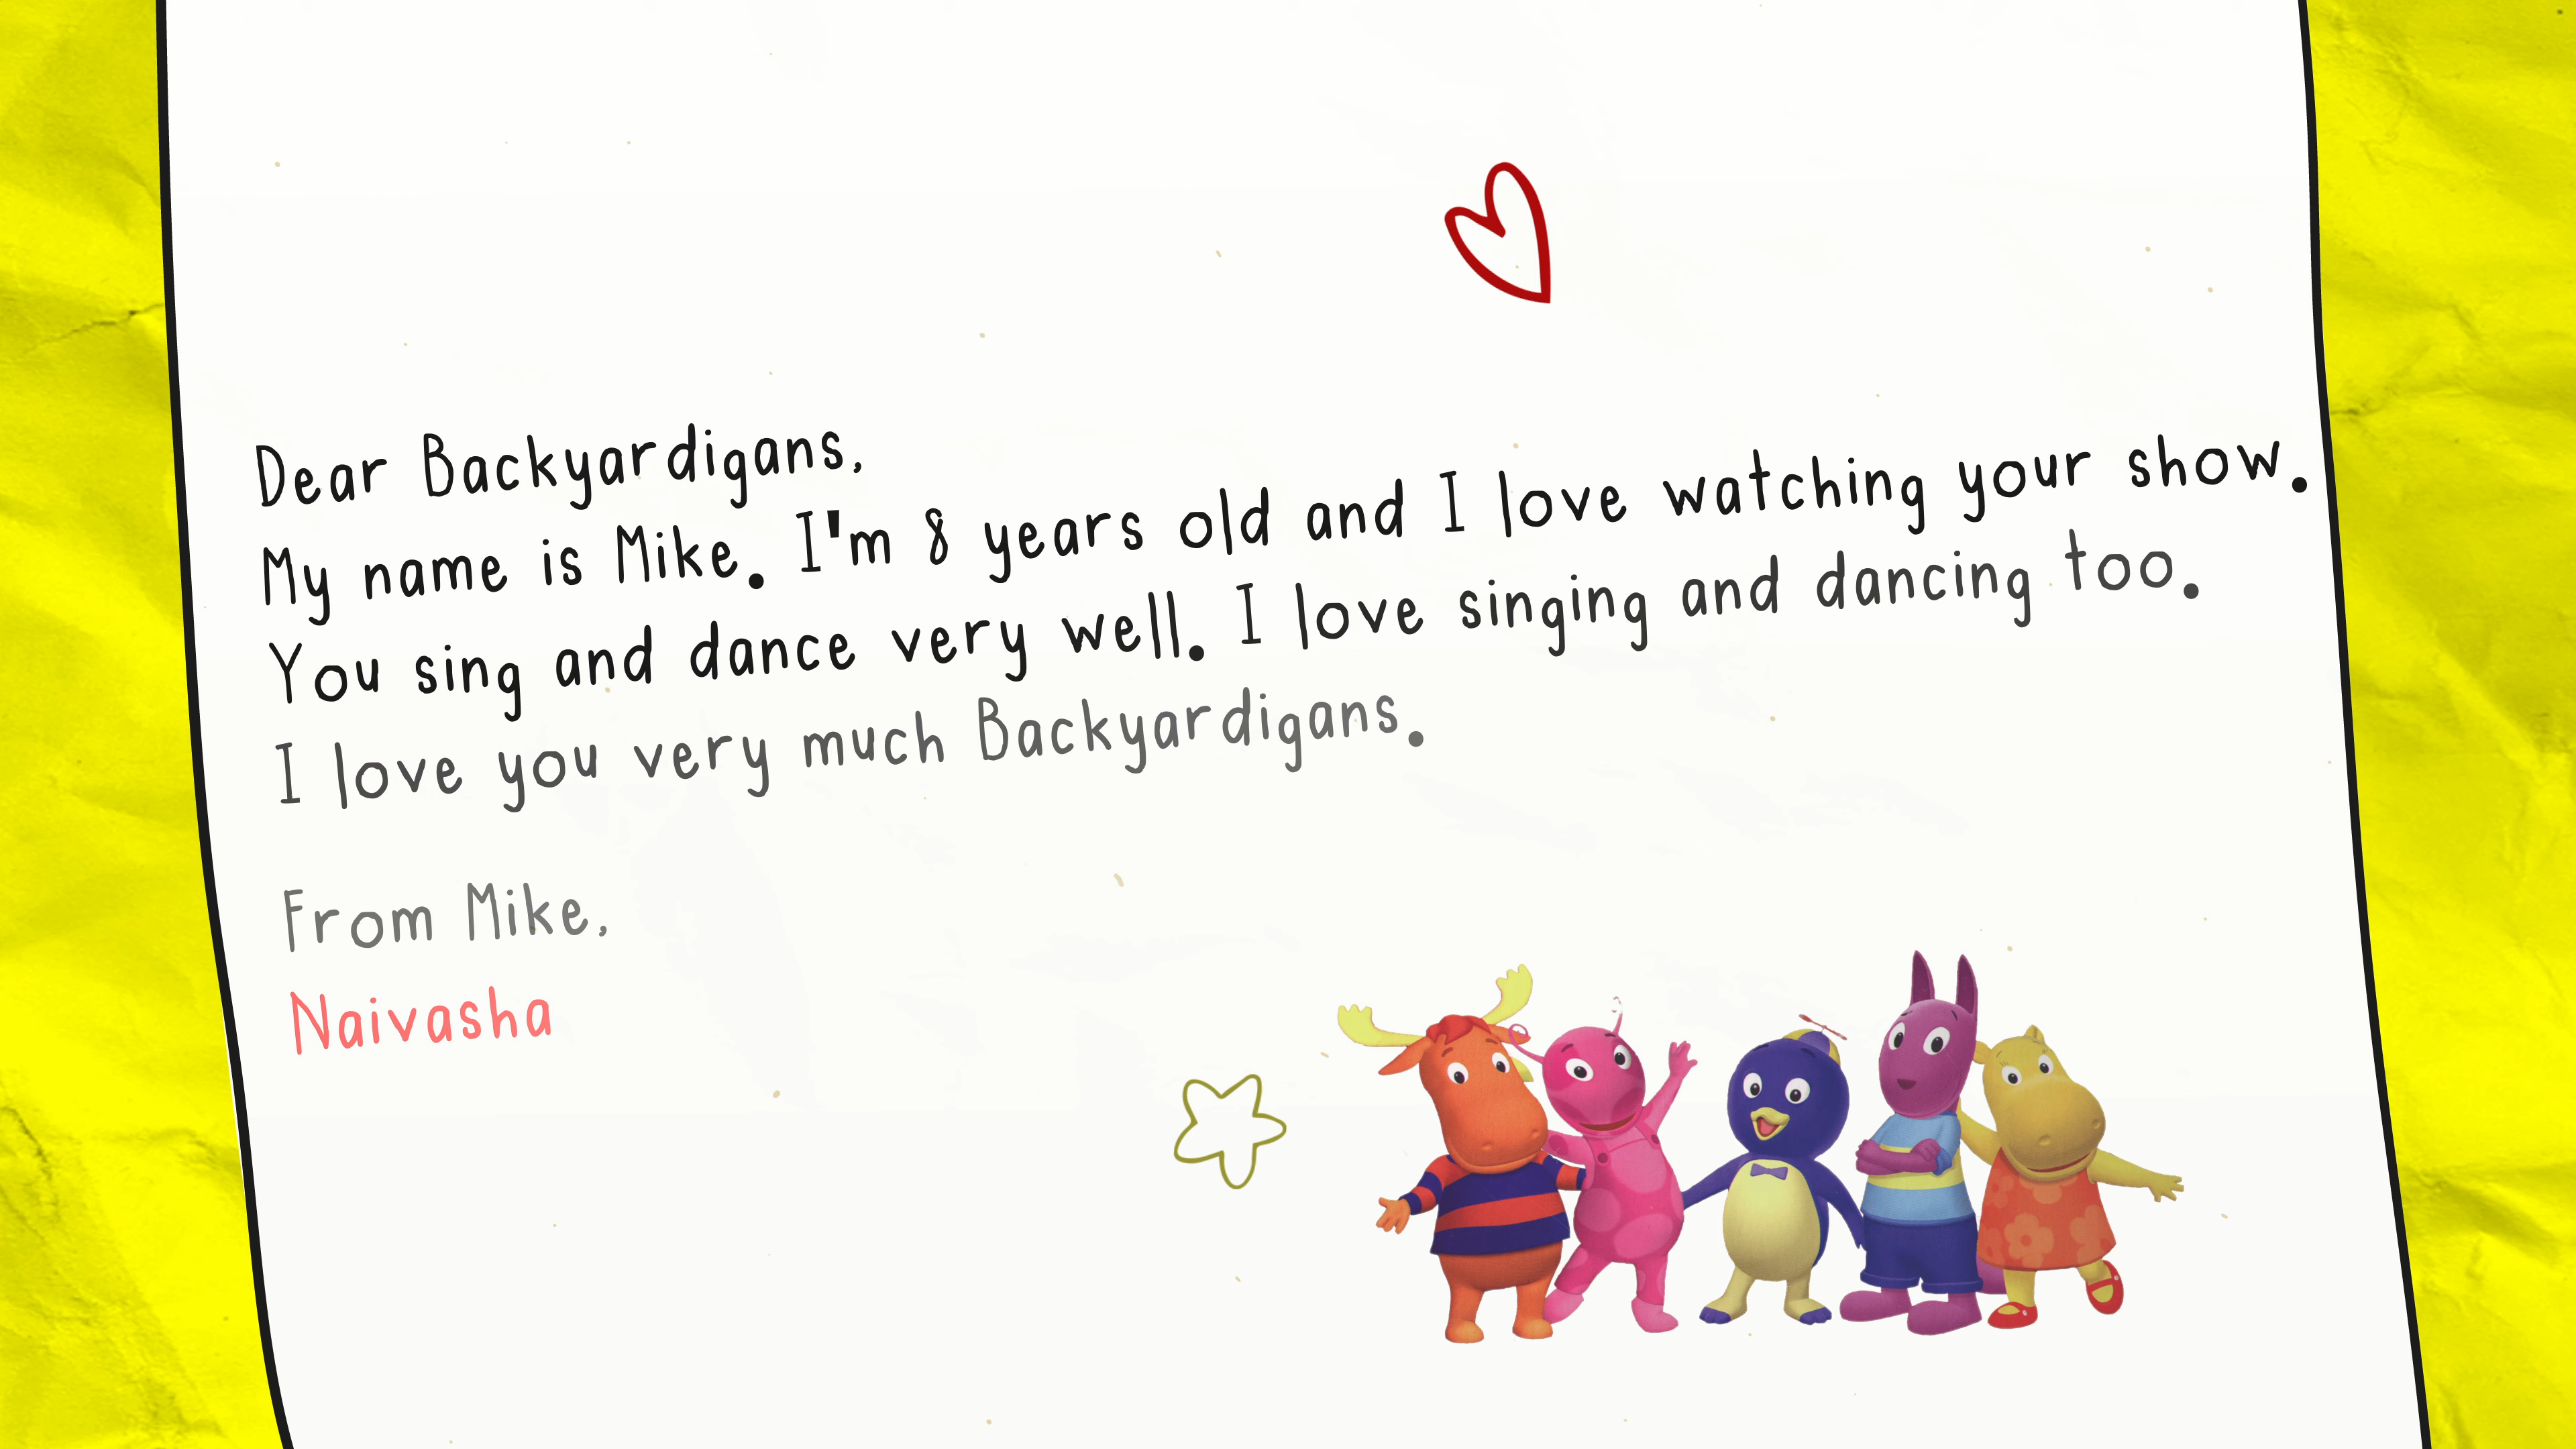 Dear Backyardigans,
My name is Mike. I'm 8 years old and I love watching your show.
You sing and dance very well. I love singing and dancing too.
I love you very much Backyardigans.
From Mike,
Naivasha